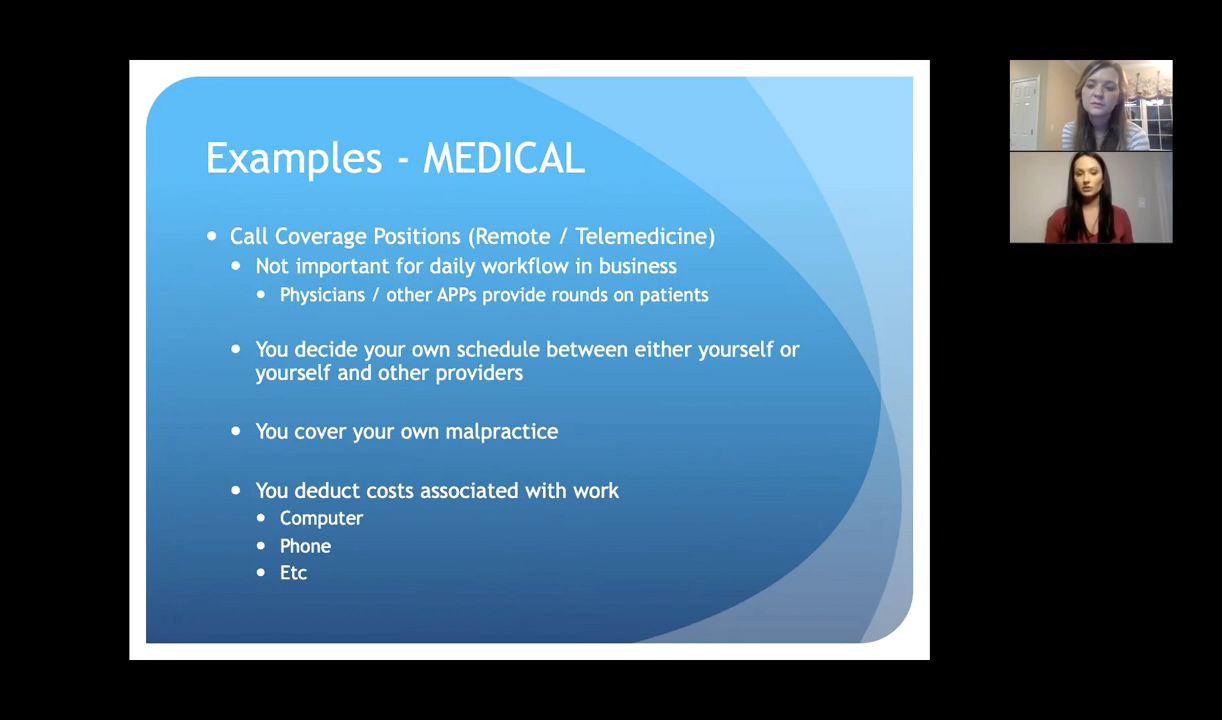 Examples - MEDICAL
• Call Coverage Positions (Remote / Telemedicine)
• Not important for daily workflow in business
• Physicians / other APPs provide rounds on patients
• You decide your own schedule between either yourself or
yourself and other providers
• You cover your own malpractice
• You deduct costs associated with work
• Computer
• Phone
• Etc